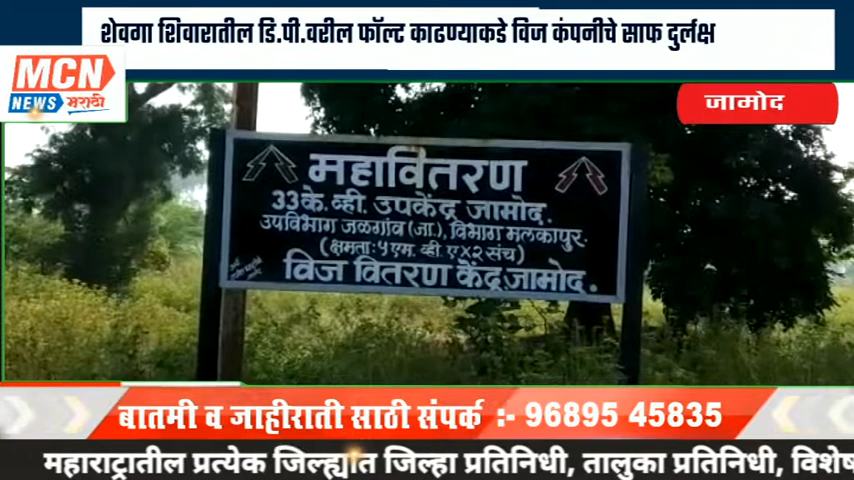 शेवगा शिवारातील डि.पी.वरील फॉल्ट काढण्याकडे विज कंपनीचे साफ दुर्लक्ष
MCN
NEWS मराठी
जामोद
महावितरण
33के.व्ही. उपकेंद्र जामोद.
उपविभाग जळगांव (जा.), विभाग मलकापुर.
(क्षमता:५ एम. व्ही. ए X २ संच)
विज वितरण केंद्र जामोद.
बातमी व जाहीराती साठी संपर्क :- 96895 45835
महाराष्ट्रातील प्रत्येक जिल्ह्यात जिल्हा प्रतिनिधी, तालुका प्रतिनिधी, विशेष